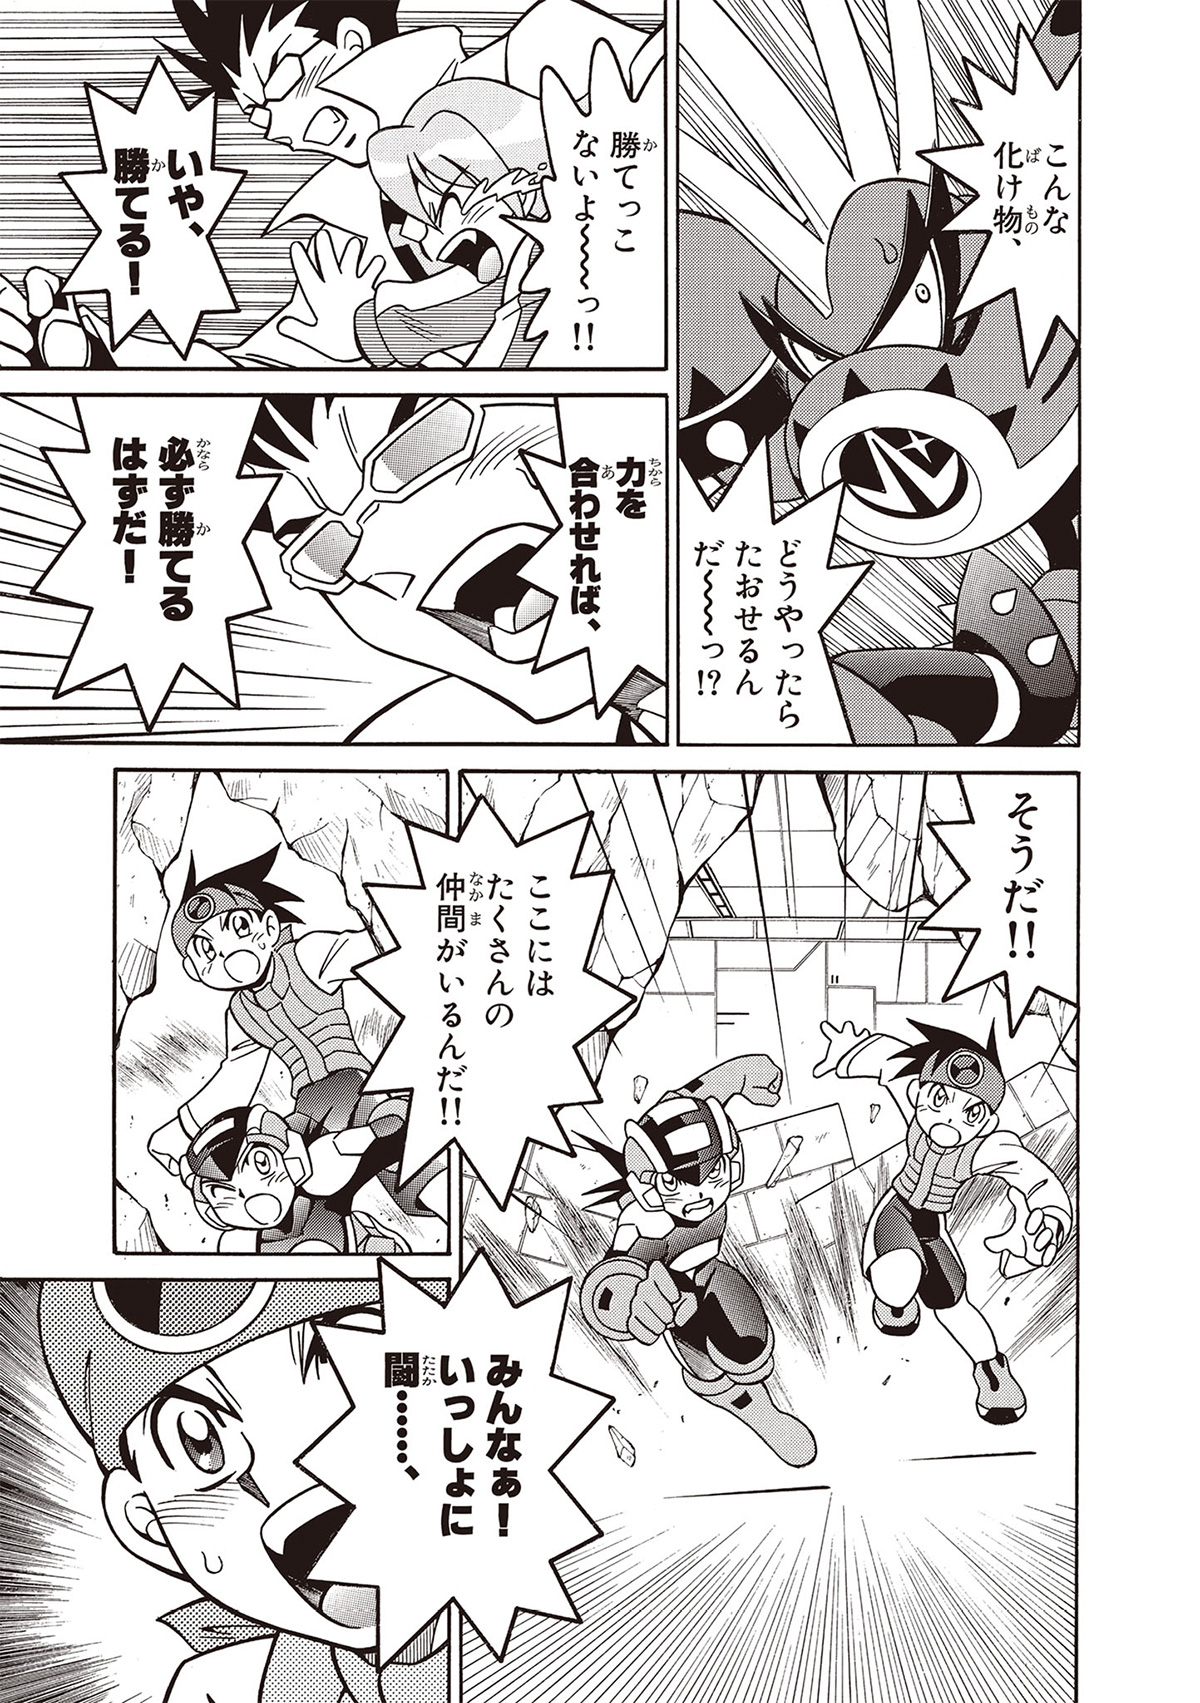 こんな
化け物、
どうやったら
たおせるん
だ～～～っ!?
勝てっこ
ないよ～～～っ!!
いや、
勝てる！
力を
合わせれば、
必ず勝てる
はずだ！
そうだ!!
ここには
たくさんの
仲間がいるんだ!!
みんなぁ！
いっしょに
闘……、